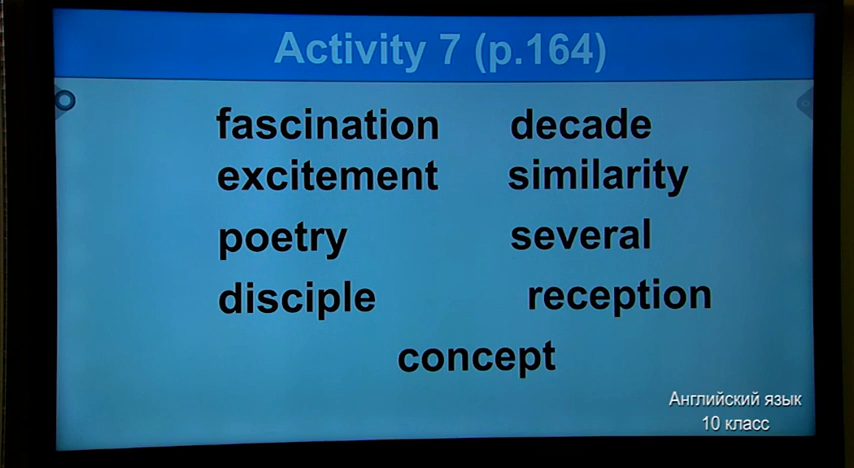 Activity 7 (p.164)
fascination decade
excitement similarity
poetry several
disciple reception
concept
Английский язык
10 класс